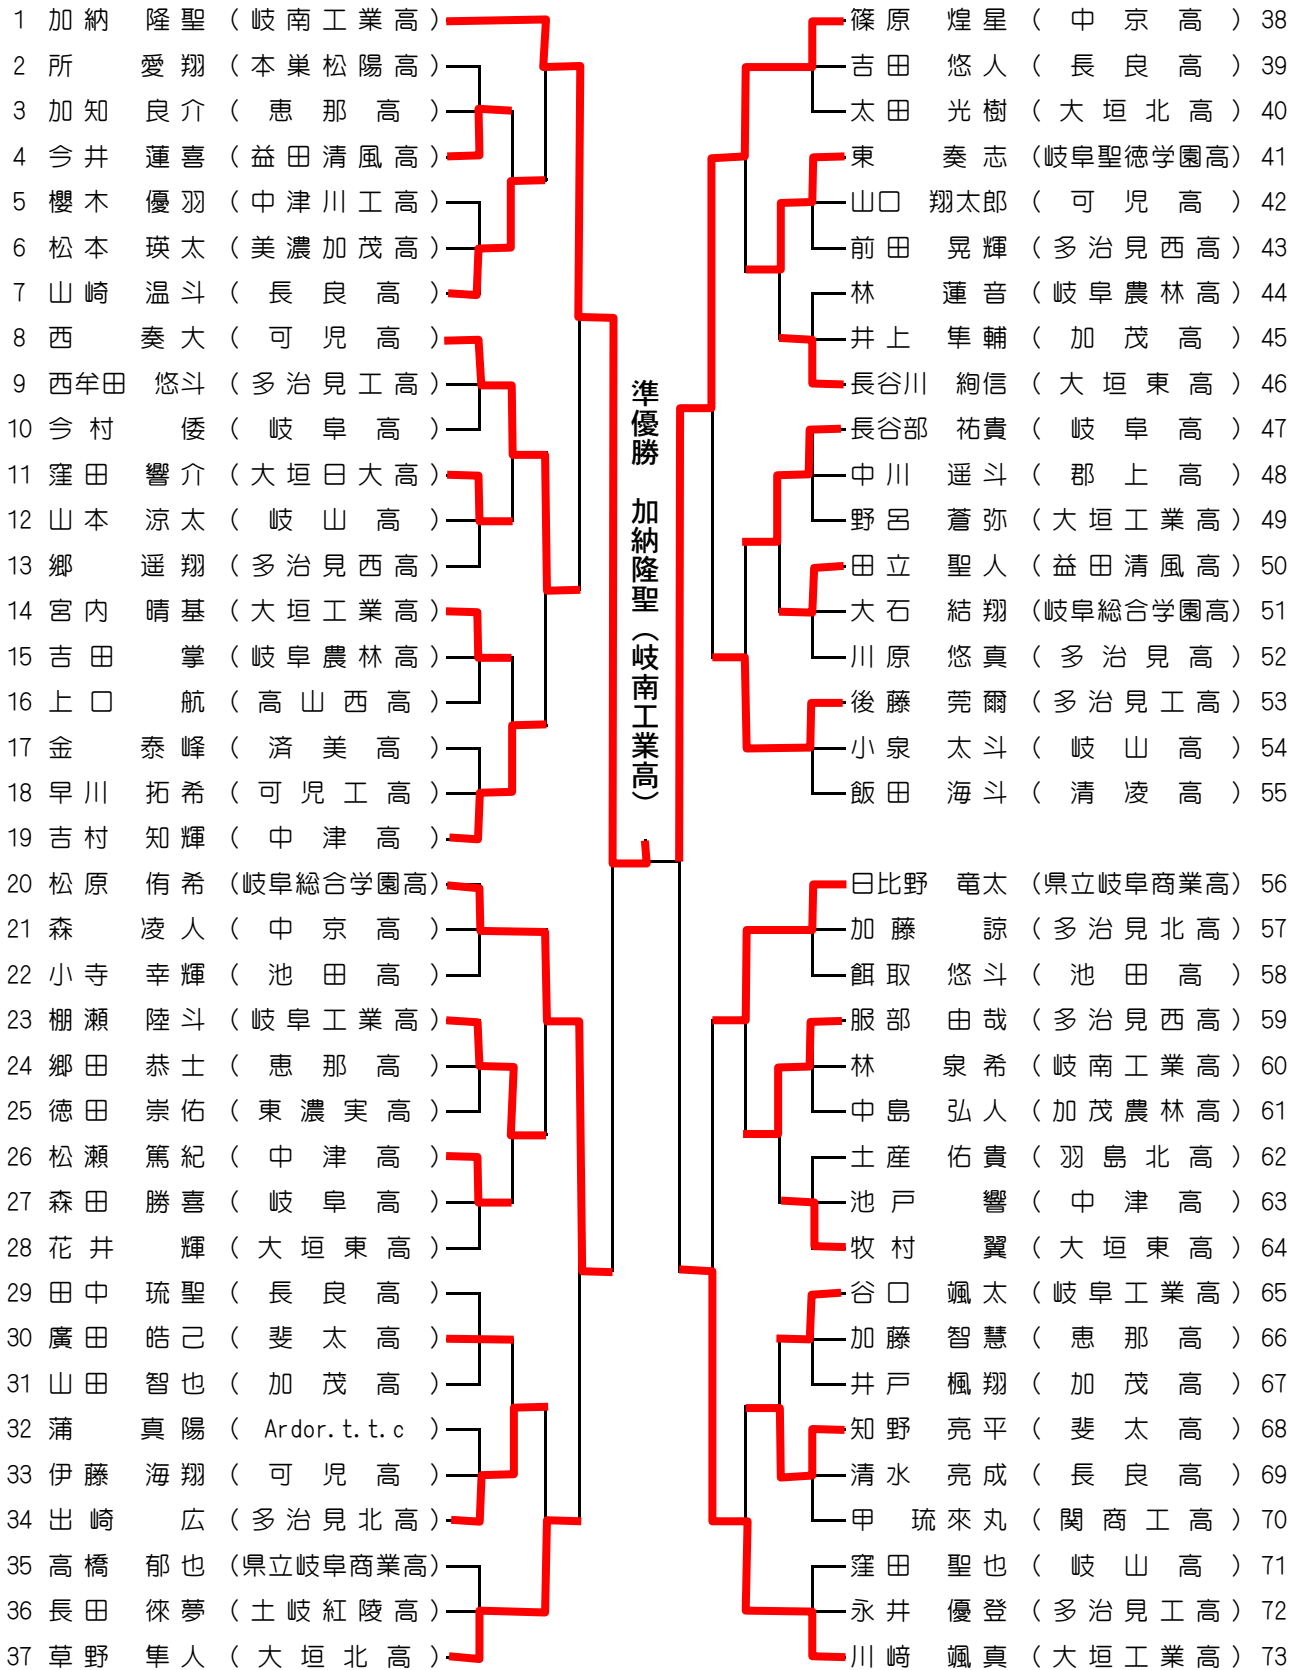 1 加納 隆聖 (岐南工業高)
2 所 愛翔 (本巣松陽高)
3 加知 良介 (恵那高)
4 今井 蓮喜 (益田清風高)
5 櫻木 優羽 (中津川工高)
6 松本 瑛太 (美濃加茂高)
7 山崎 温斗 (長良高)
8 西 奏大 (可児高)
9 西牟田 悠斗 (多治見工高)
10 今村 倭 (岐阜高)
11 窪田 響介 (大垣日大高)
12 山本 涼太 (岐山高)
13 郷 遥翔 (多治見西高)
14 宮内 晴基 (大垣工業高)
15 吉田 掌 (岐阜農林高)
16 上口 航 (高山西高)
17 金 泰峰 (済美高)
18 早川 拓希 (可児工高)
19 吉村 知輝 (中津高)
20 松原 侑希 (岐阜総合学園高)
21 森 凌人 (中京高)
22 小寺 幸輝 (池田高)
23 棚瀬 陸斗 (岐阜工業高)
24 郷田 恭士 (恵那高)
25 徳田 崇佑 (東濃実高)
26 松瀬 篤紀 (中津高)
27 森田 勝喜 (岐阜高)
28 花井 輝 (大垣東高)
29 田中 琉聖 (長良高)
30 廣田 皓己 (斐太高)
31 山田 智也 (加茂高)
32 蒲 真陽 (Ardor.t.t.c)
33 伊藤 海翔 (可児高)
34 出崎 広 (多治見北高)
35 高橋 郁也 (県立岐阜商業高)
36 長田 徠夢 (土岐紅陵高)
37 草野 隼人 (大垣北高)
準優勝 加納隆聖(岐南工業高)
篠原 煌星 (中京高) 38
吉田 悠人 (長良高) 39
太田 光樹 (大垣北高) 40
東 奏志 (岐阜聖徳学園高) 41
山口 翔太郎 (可児高) 42
前田 晃輝 (多治見西高) 43
林 蓮音 (岐阜農林高) 44
井上 隼輔 (加茂高) 45
長谷川 絢信 (大垣東高) 46
長谷部 祐貴 (岐阜高) 47
中川 遥斗 (郡上高) 48
野呂 蒼弥 (大垣工業高) 49
田立 聖人 (益田清風高) 50
大石 結翔 (岐阜総合学園高) 51
川原 悠真 (多治見高) 52
後藤 莞爾 (多治見工高) 53
小泉 太斗 (岐山高) 54
飯田 海斗 (清凌高) 55
日比野 竜太 (県立岐阜商業高) 56
加藤 諒 (多治見北高) 57
餌取 悠斗 (池田高) 58
服部 由哉 (多治見西高) 59
林 泉希 (岐南工業高) 60
中島 弘人 (加茂農林高) 61
土産 佑貴 (羽島北高) 62
池戸 響 (中津高) 63
牧村 翼 (大垣東高) 64
谷口 颯太 (岐阜工業高) 65
加藤 智慧 (恵那高) 66
井戸 楓翔 (加茂高) 67
知野 亮平 (斐太高) 68
清水 亮成 (長良高) 69
甲 琉來丸 (関商工高) 70
窪田 聖也 (岐山高) 71
永井 優登 (多治見工高) 72
川﨑 颯真 (大垣工業高) 73